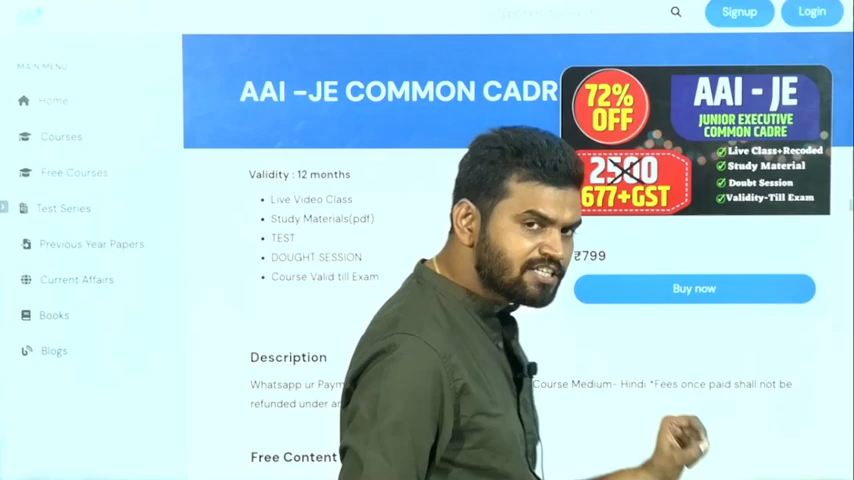 Signup
Login
MAIN MENU
Home
Courses
Free Courses
Test Series
Previous Year Papers
Current Affairs
Books
Blogs
AAI -JE COMMON CADR
72%
OFF
AAI - JE
JUNIOR EXECUTIVE
COMMON CADRE
2500
677+GST
Live Class+Recoded
Study Material
Doubt Session
Validity-Till Exam
Validity : 12 months
Live Video Class
Study Materials(pdf)
TEST
DOUGHT SESSION
Course Valid till Exam
₹799
Buy now
Description
Whatsapp ur Course Medium- Hindi *Fees once paid shall not be
refunded under
Free Content